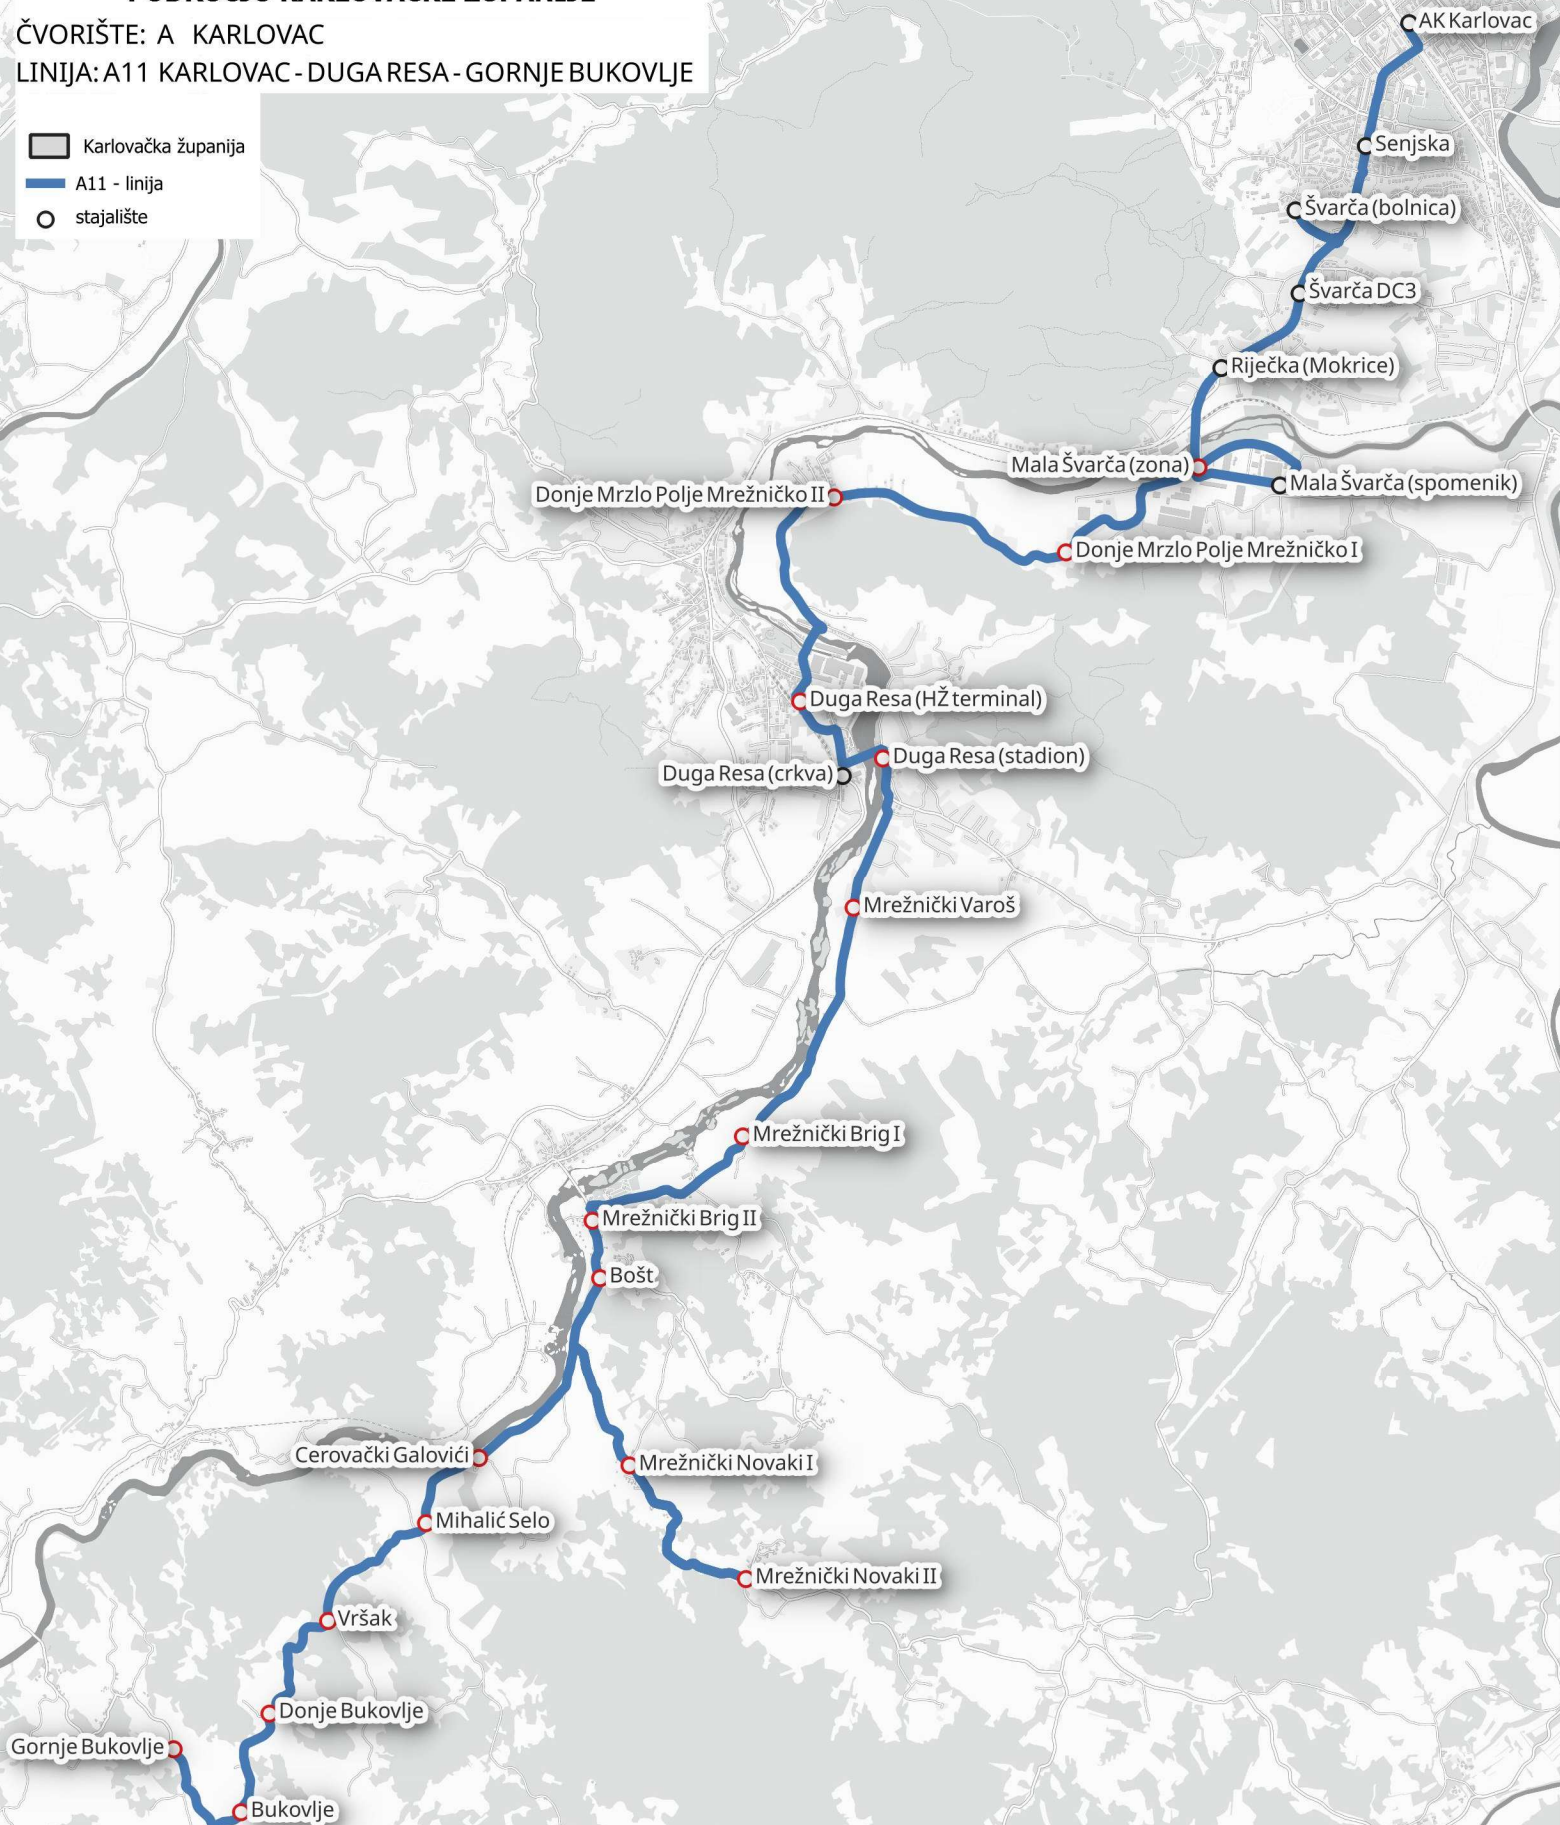 PODRUČJU KARLOVAČKE ŽUPANIJE
ČVORIŠTE: A KARLOVAC
LINIJA: A11 KARLOVAC - DUGA RESA - GORNJE BUKOVLJE
Karlovačka županija
A11 - linija
stajalište
AK Karlovac
Senjska
Švarča (bolnica)
Švarča DC3
Riječka (Mokrice)
Mala Švarča (zona)
Mala Švarča (spomenik)
Donje Mrzlo Polje Mrežničko II
Donje Mrzlo Polje Mrežničko I
Duga Resa (HŽ terminal)
Duga Resa (stadion)
Duga Resa (crkva)
Mrežnički Varoš
Mrežnički Brig I
Mrežnički Brig II
Bošt
Cerovački Galovići
Mrežnički Novaki I
Mihalić Selo
Mrežnički Novaki II
Vršak
Donje Bukovlje
Gornje Bukovlje
Bukovlje